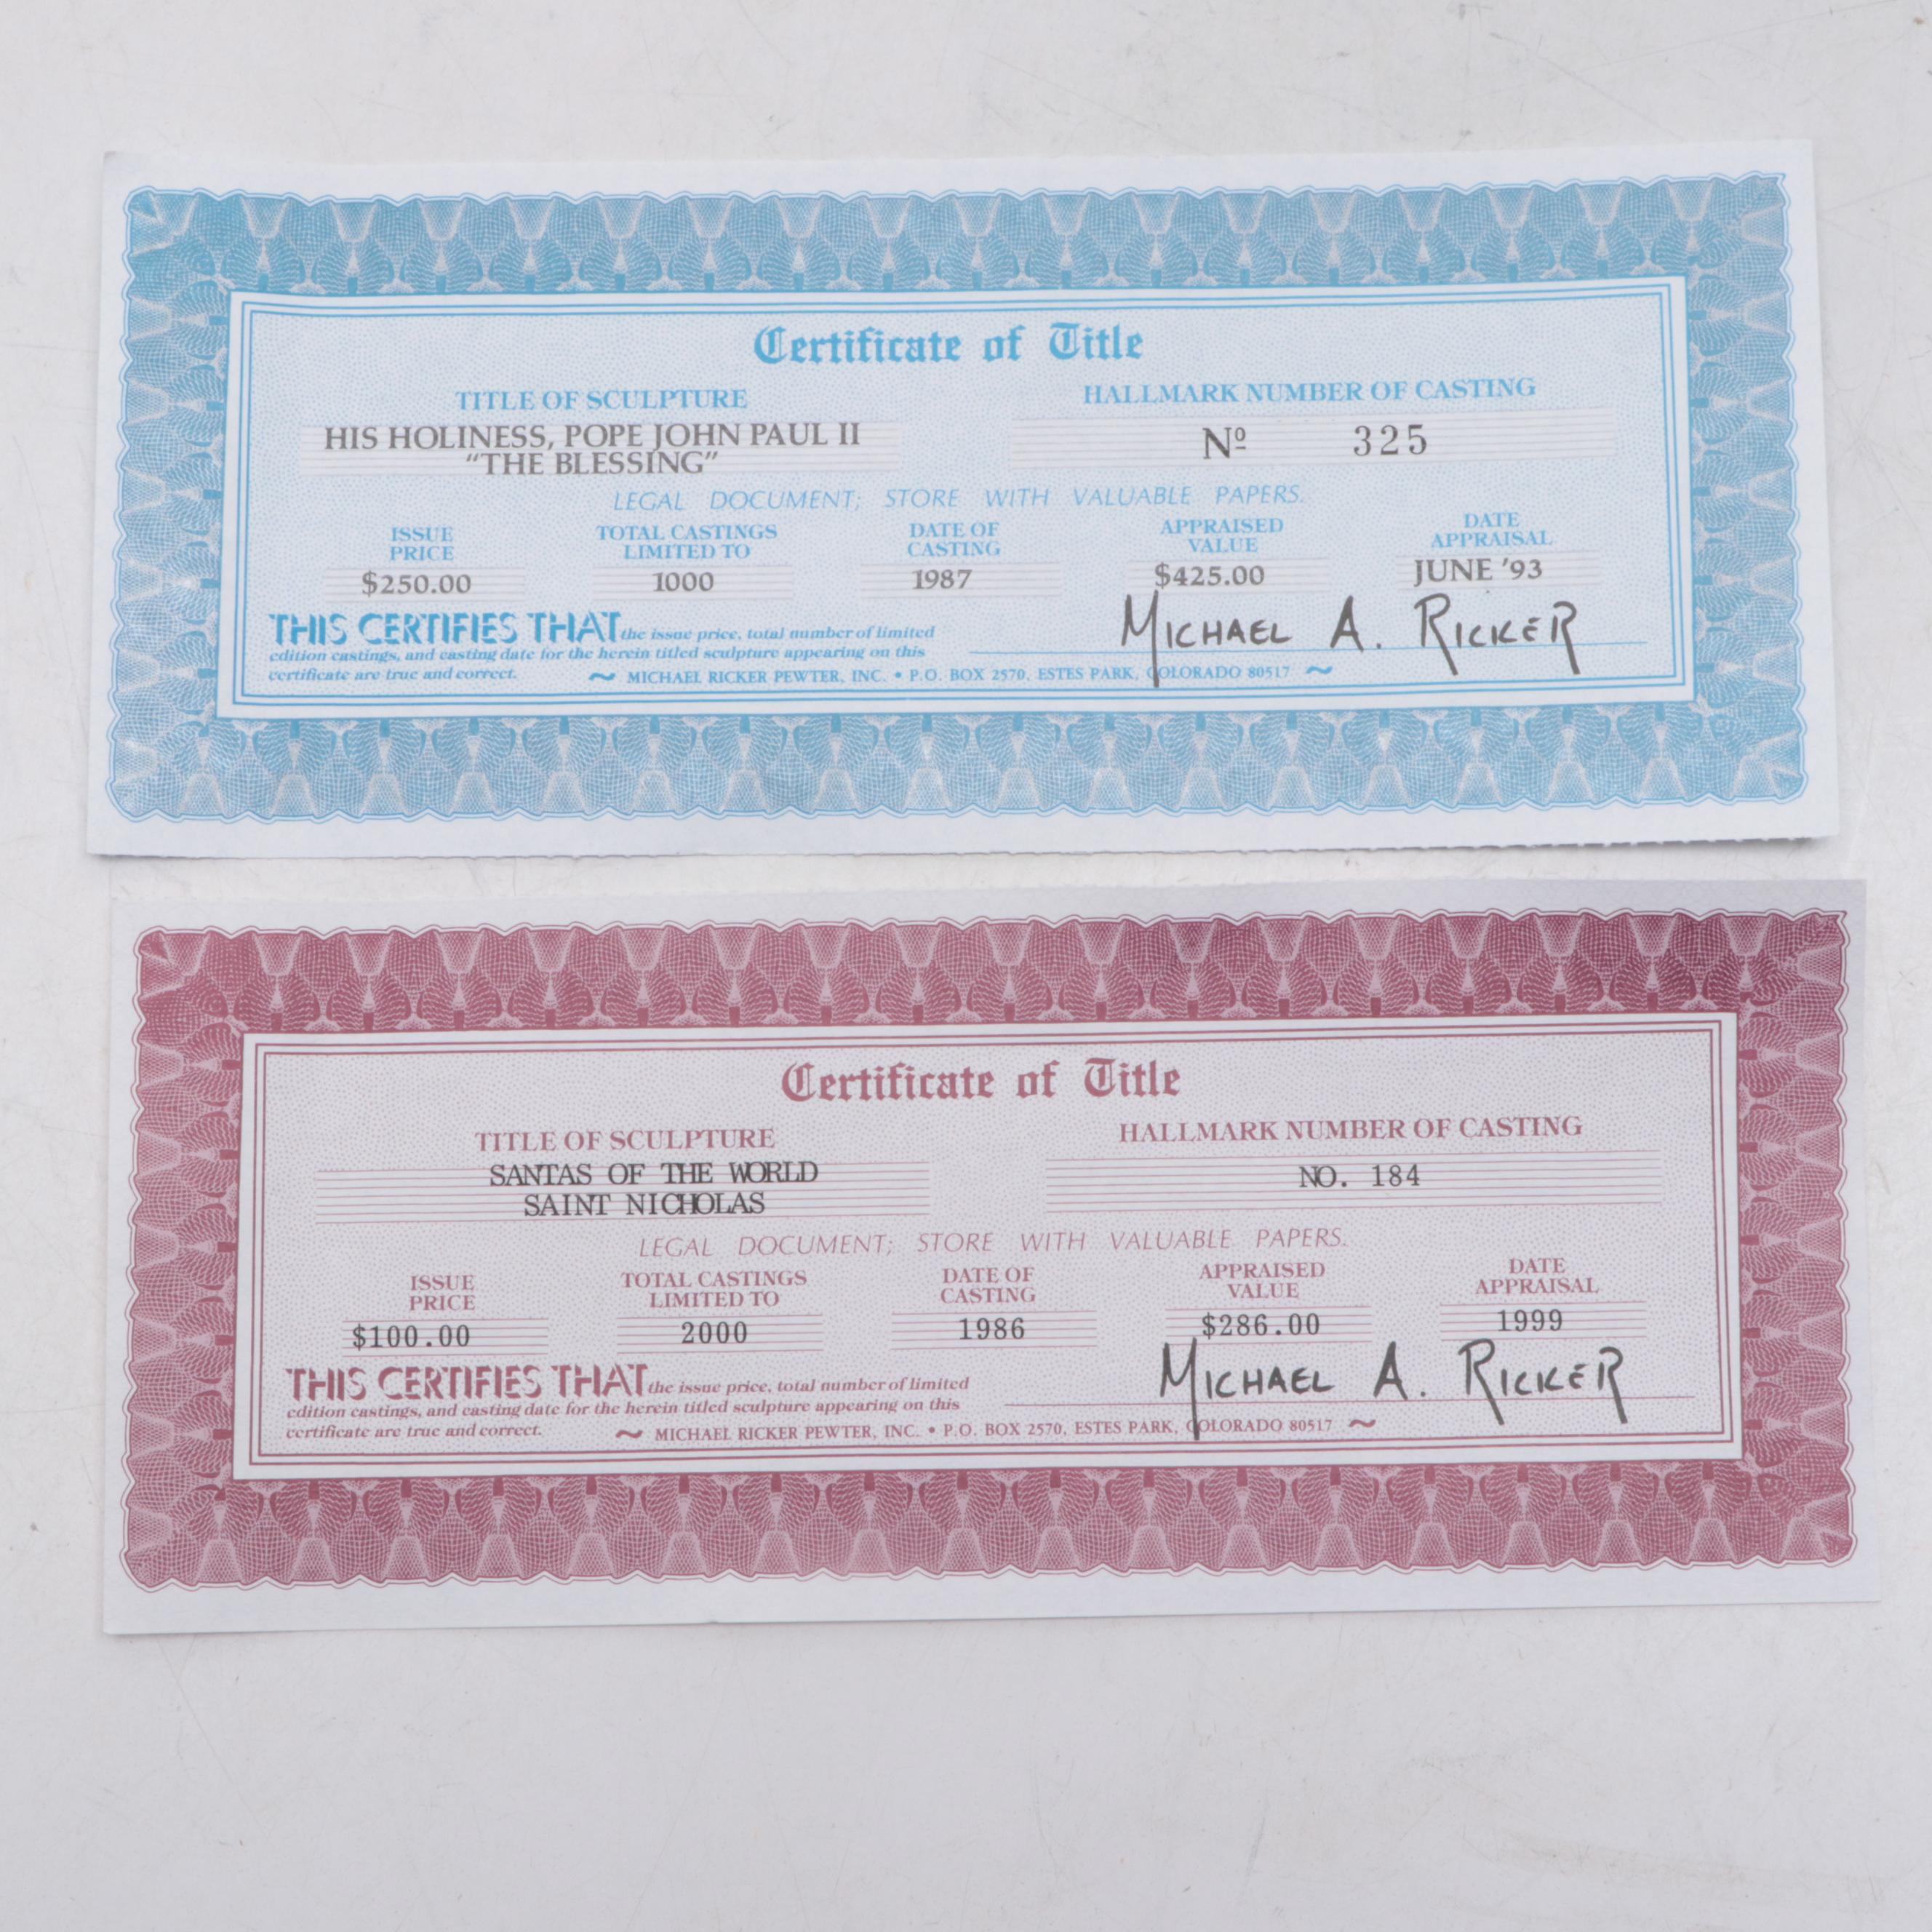 Certificate of Title
TITLE OF SCULPTURE
HALLMARK NUMBER OF CASTING
HIS HOLINESS, POPE JOHN PAUL II
"THE BLESSING"
Nº 325
LEGAL DOCUMENT; STORE WITH VALUABLE PAPERS.
ISSUE PRICE
TOTAL CASTINGS LIMITED TO
DATE OF CASTING
APPRAISED VALUE
DATE APPRAISAL
$250.00 1000 1987 $425.00 JUNE '93
THIS CERTIFIES THAT the issue price, total number of limited
edition castings, and casting date for the herein titled sculpture appearing on this
certificate are true and correct.
MICHAEL A. RICKER
~ MICHAEL RICKER PEWTER, INC. • P.O. BOX 2570, ESTES PARK, COLORADO 80517 ~
Certificate of Title
TITLE OF SCULPTURE
HALLMARK NUMBER OF CASTING
SANTAS OF THE WORLD
SAINT NICHOLAS
NO. 184
LEGAL DOCUMENT; STORE WITH VALUABLE PAPERS.
ISSUE PRICE
TOTAL CASTINGS LIMITED TO
DATE OF CASTING
APPRAISED VALUE
DATE APPRAISAL
$100.00 2000 1986 $286.00 1999
THIS CERTIFIES THAT the issue price, total number of limited
edition castings, and casting date for the herein titled sculpture appearing on this
certificate are true and correct.
MICHAEL A. RICKER
~ MICHAEL RICKER PEWTER, INC. • P.O. BOX 2570, ESTES PARK, COLORADO 80517 ~